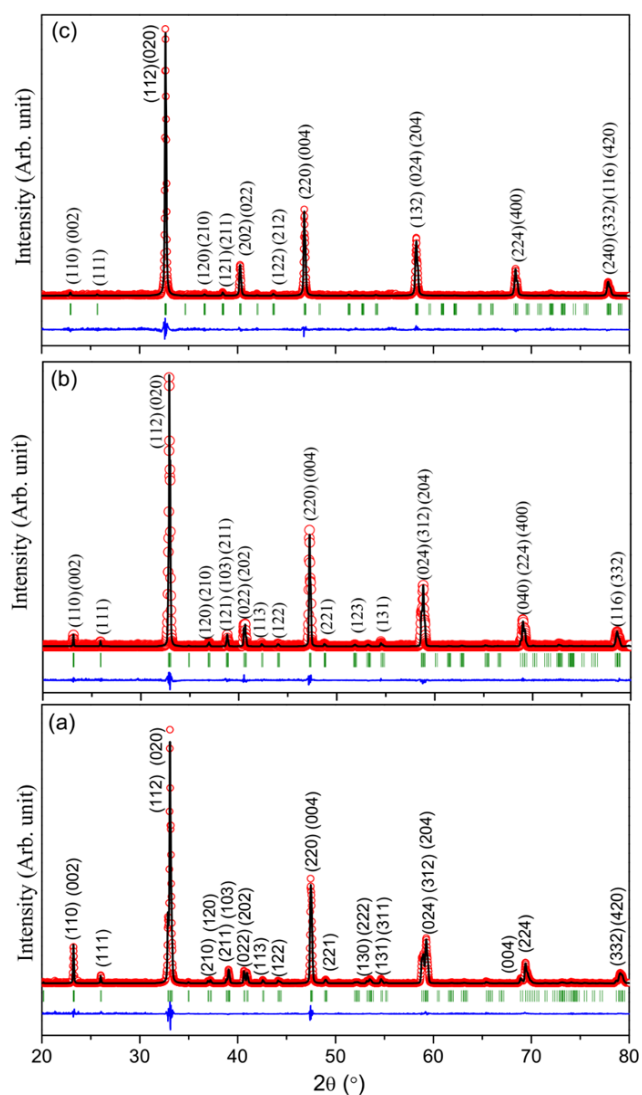 (c)
Intensity (Arb. unit)
(110) (002)
(111)
(112) (020)
(120) (210)
(121) (211)
(202) (022)
(122) (212)
(220) (004)
(132) (024) (204)
(224) (400)
(240) (332) (116) (420)
(b)
Intensity (Arb. unit)
(110) (002)
(111)
(112) (020)
(120) (210)
(121) (103) (211)
(022) (202)
(113)
(122)
(220) (004)
(221)
(123)
(131)
(024) (312) (204)
(040) (224) (400)
(116) (332)
(a)
Intensity (Arb. unit)
(110) (002)
(111)
(112) (020)
(210) (120)
(211) (103)
(022) (202)
(113)
(122)
(220) (004)
(221)
(130) (222)
(131) (311)
(024) (312) (204)
(004)
(224)
(332) (420)
20 30 40 50 60 70 80
2θ (°)